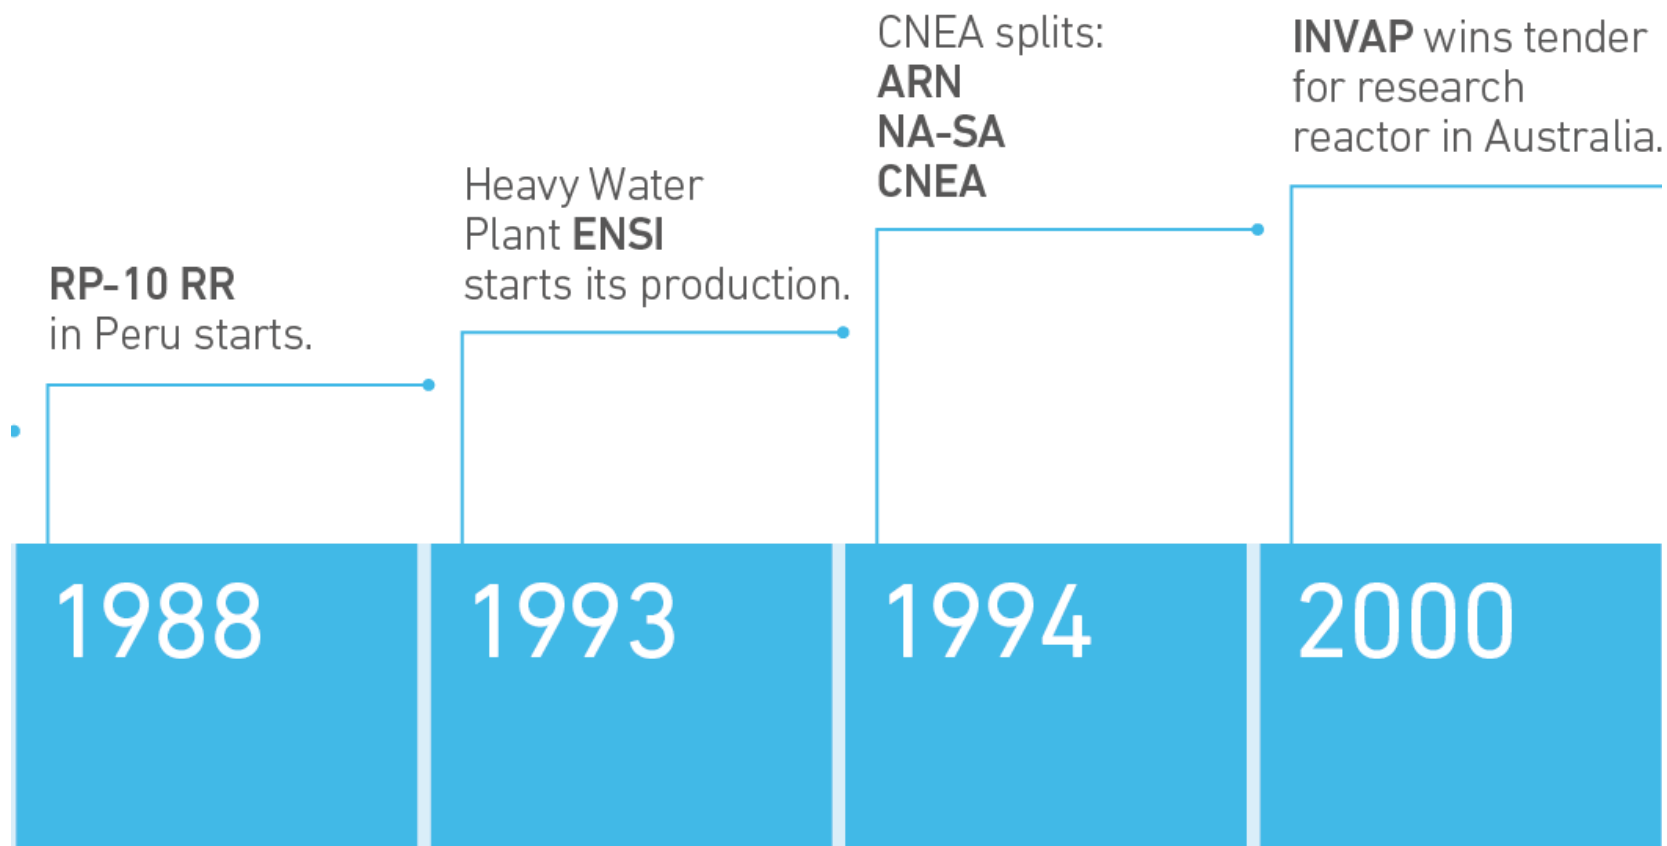 RP-10 RR
in Peru starts.
Heavy Water
Plant ENSI
starts its production.
CNEA splits:
ARN
NA-SA
CNEA
INVAP wins tender
for research
reactor in Australia.
1988
1993
1994
2000